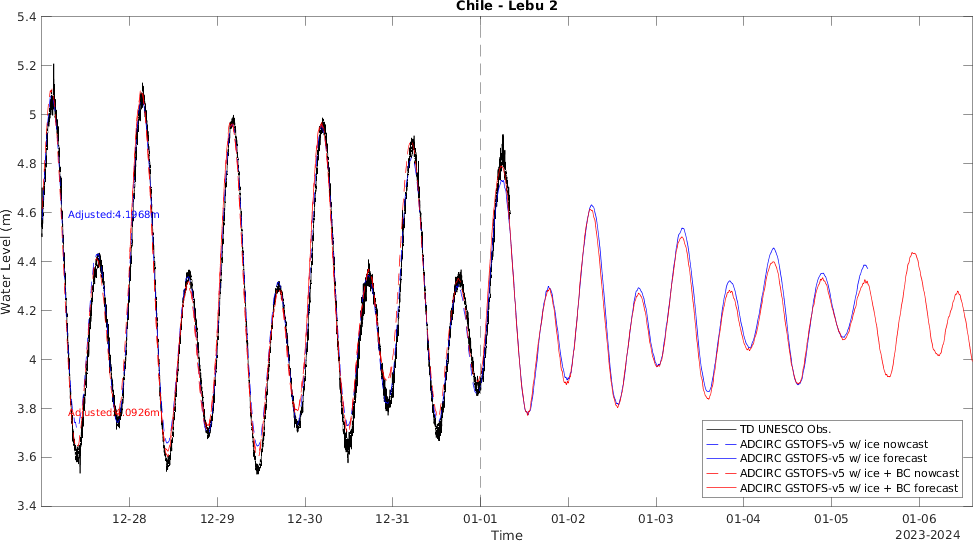 Chile - Lebu 2
5.4
5.2
5
4.8
4.6
4.4
4.2
4
3.8
3.6
3.4
Water Level (m)
Adjusted:4.1968m
Adjusted:4.0926m
TD UNESCO Obs.
ADCIRC GSTOFS-v5 w/ ice nowcast
ADCIRC GSTOFS-v5 w/ ice forecast
ADCIRC GSTOFS-v5 w/ ice + BC nowcast
ADCIRC GSTOFS-v5 w/ ice + BC forecast
12-28
12-29
12-30
12-31
01-01
01-02
01-03
01-04
01-05
01-06
Time
2023-2024